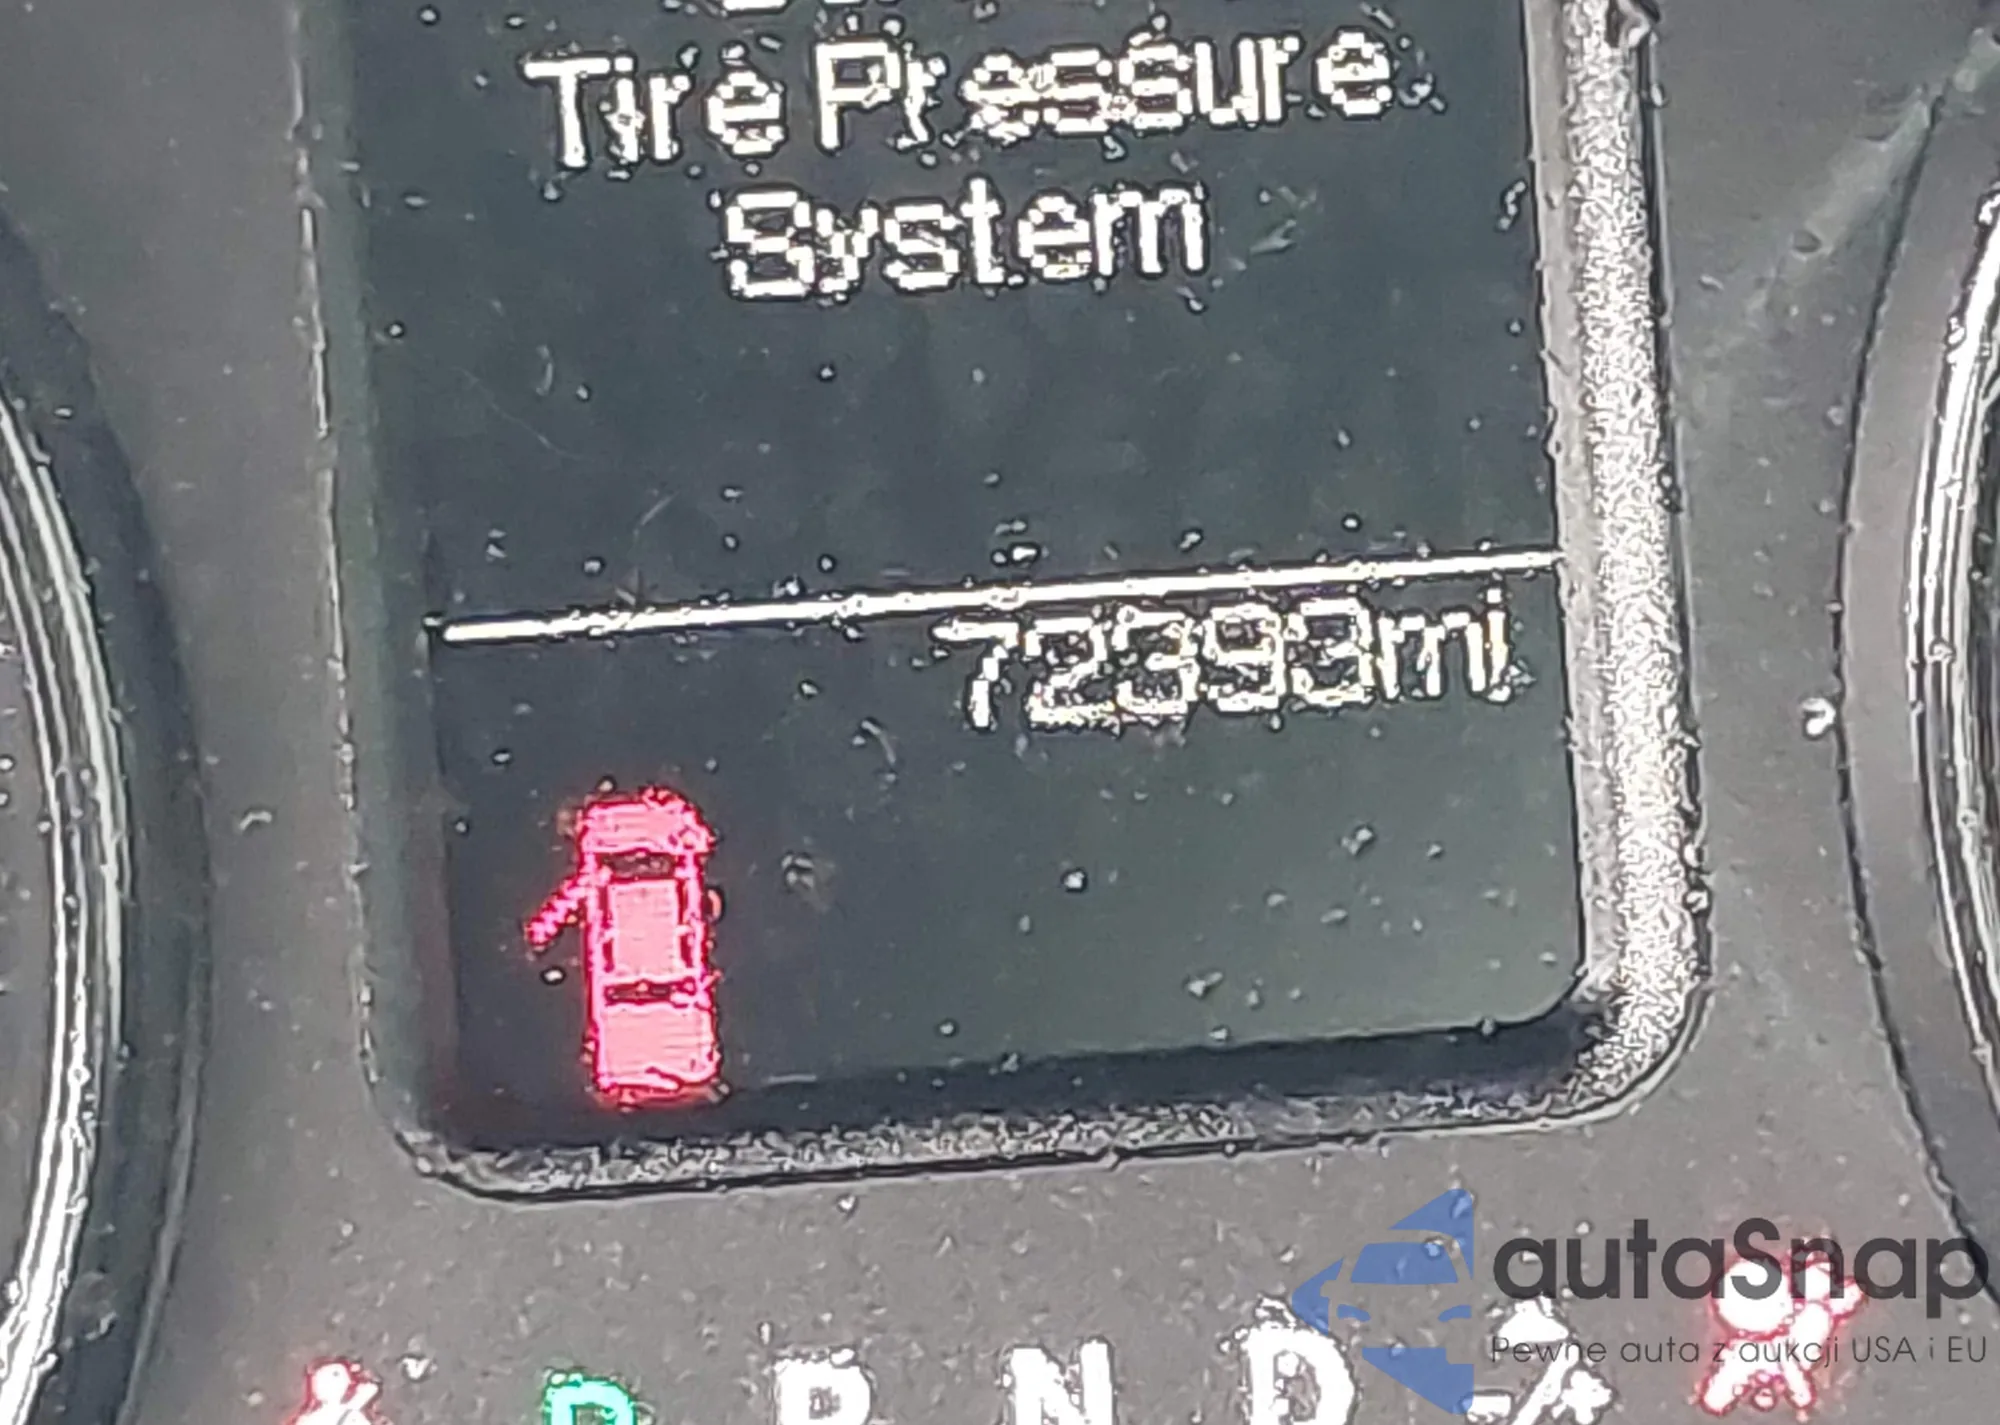 Tire Pressure
System
72393mi
P R N D
autaSnap
Pewne auta z aukcji USA i EU